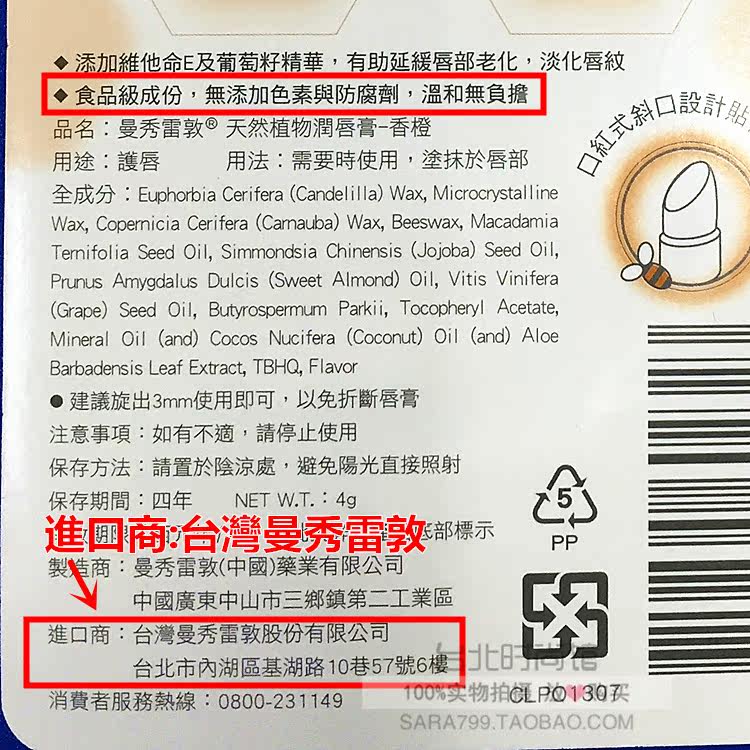 ◆ 添加維他命E及葡萄籽精華，有助延緩唇部老化，淡化唇紋
◆ 食品級成份，無添加色素與防腐劑，溫和無負擔
品名：曼秀雷敦® 天然植物潤唇膏-香橙
用途：護唇　用法：需要時使用，塗抹於唇部
全成分：Euphorbia Cerifera (Candelilla) Wax, Microcrystalline
Wax, Copernicia Cerifera (Carnauba) Wax, Beeswax, Macadamia
Ternifolia Seed Oil, Simmondsia Chinensis (Jojoba) Seed Oil,
Prunus Amygdalus Dulcis (Sweet Almond) Oil, Vitis Vinifera
(Grape) Seed Oil, Butyrospermum Parkii, Tocopheryl Acetate,
Mineral Oil (and) Cocos Nucifera (Coconut) Oil (and) Aloe
Barbadensis Leaf Extract, TBHQ, Flavor
● 建議旋出3mm使用即可，以免折斷唇膏
注意事項：如有不適，請停止使用
保存方法：請置於陰涼處，避免陽光直接照射
保存期間：四年　NET W.T.：4g
進口商:台灣曼秀雷敦
底部標示
製造商：曼秀雷敦(中國)藥業有限公司
中國廣東中山市三鄉鎮第二工業區
進口商：台灣曼秀雷敦股份有限公司
台北市內湖區基湖路10巷57號6樓
消費者服務熱線：0800-231149
口紅式斜口設計貼
5
PP
CLPO1307
台北时尚馆
100%实物拍摄
SARA799.TAOBAO.COM